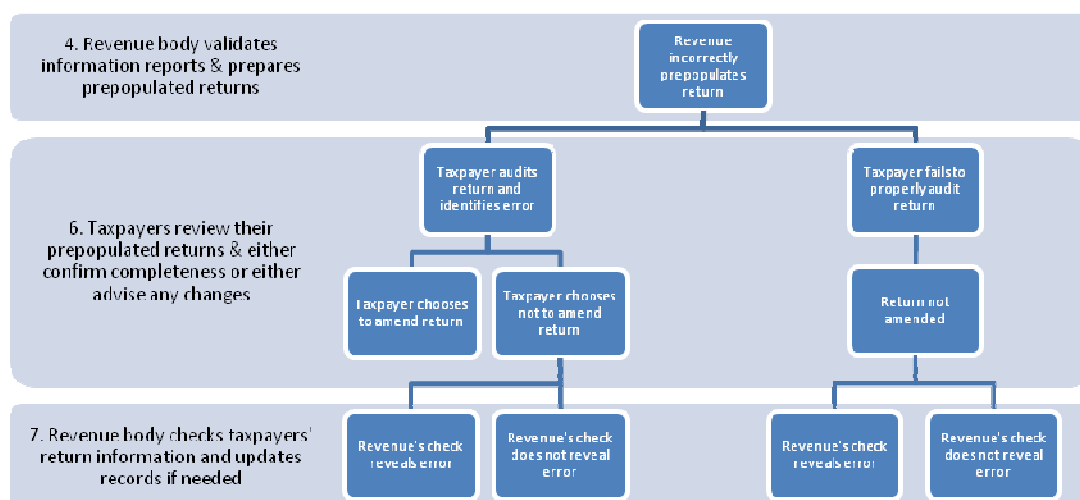 4. Revenue body validates
information reports & prepares
prepopulated returns
Revenue
incorrectly
prepopulates
return
6. Taxpayers review their
prepopulated returns & either
confirm completeness or either
advise any changes
Taxpayer audits
return and
identifies error
Taxpayer fails to
properly audit
return
Taxpayer chooses
to amend return
Taxpayer chooses
not to amend
return
Return not
amended
7. Revenue body checks taxpayers'
return information and updates
records if needed
Revenue's check
reveals error
Revenue's check
does not reveal
error
Revenue's check
reveals error
Revenue's check
does not reveal
error